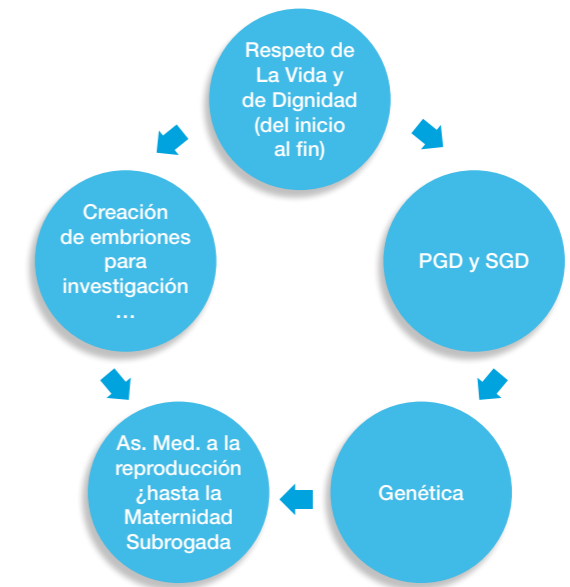 Respeto de
La Vida y
de Dignidad
(del inicio
al fin)
Creación
de embriones
para
investigación
...
PGD y SGD
As. Med. a la
reproducción
¿hasta la
Maternidad
Subrogada
Genética